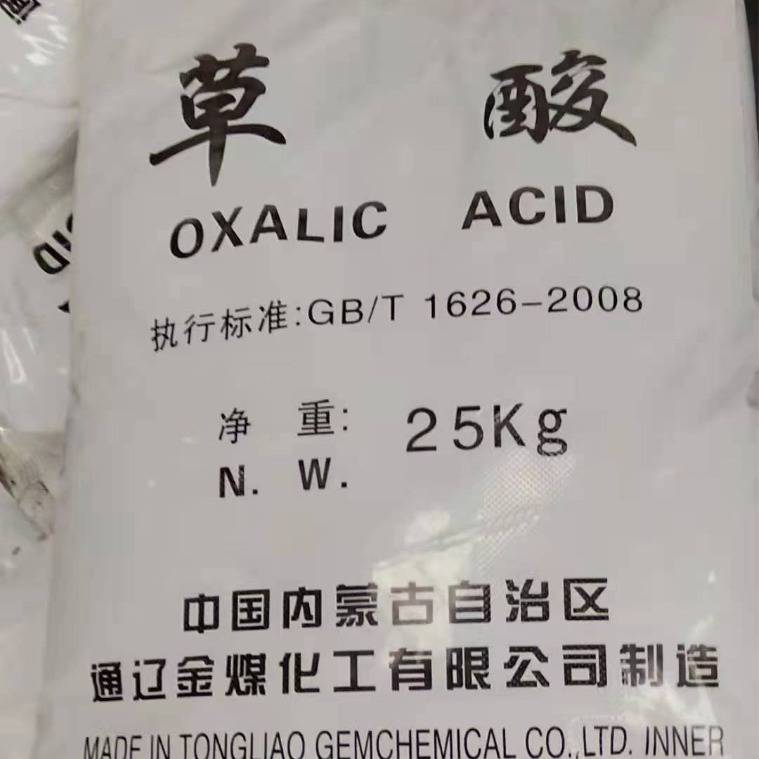 草 酸
OXALIC ACID
执行标准:GB/T 1626-2008
净 重: 25Kg
N. W.
中国内蒙古自治区
通辽金煤化工有限公司制造
MADE IN TONGLIAO GEMCHEMICAL CO.,LTD. INNER